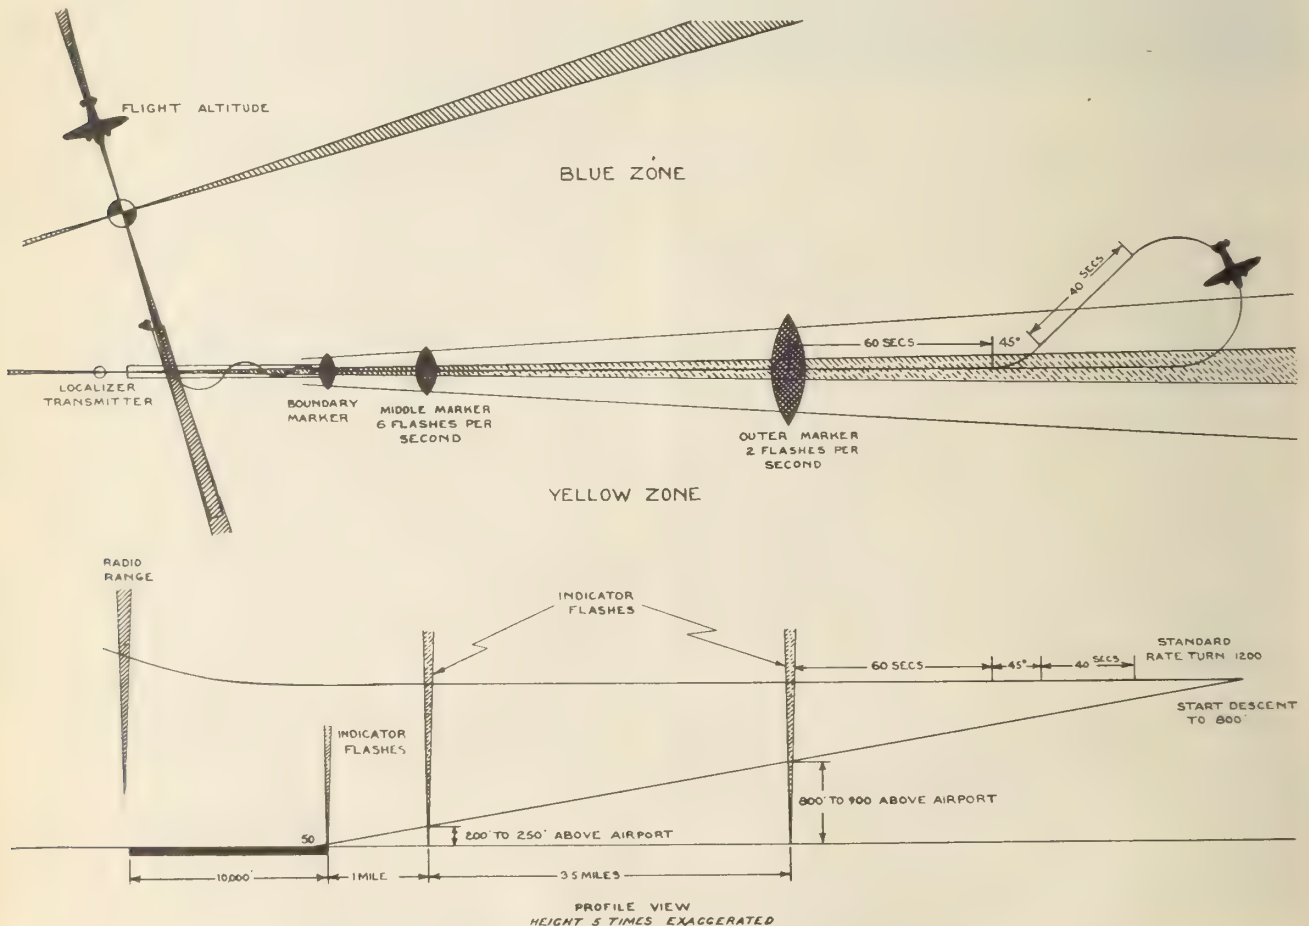 FLIGHT ALTITUDE
BLUE ZONE
40 SECS
60 SECS
45°
LOCALIZER
TRANSMITTER
BOUNDARY
MARKER
MIDDLE MARKER
6 FLASHES PER
SECOND
OUTER MARKER
2 FLASHES PER
SECOND
YELLOW ZONE
RADIO
RANGE
INDICATOR
FLASHES
60 SECS
45°
40 SECS
STANDARD
RATE TURN 1200
START DESCENT
TO 800'
INDICATOR
FLASHES
800' TO 900 ABOVE AIRPORT
50
200' TO 250' ABOVE AIRPORT
10,000'
1 MILE
3.5 MILES
PROFILE VIEW
HEIGHT 5 TIMES EXAGGERATED